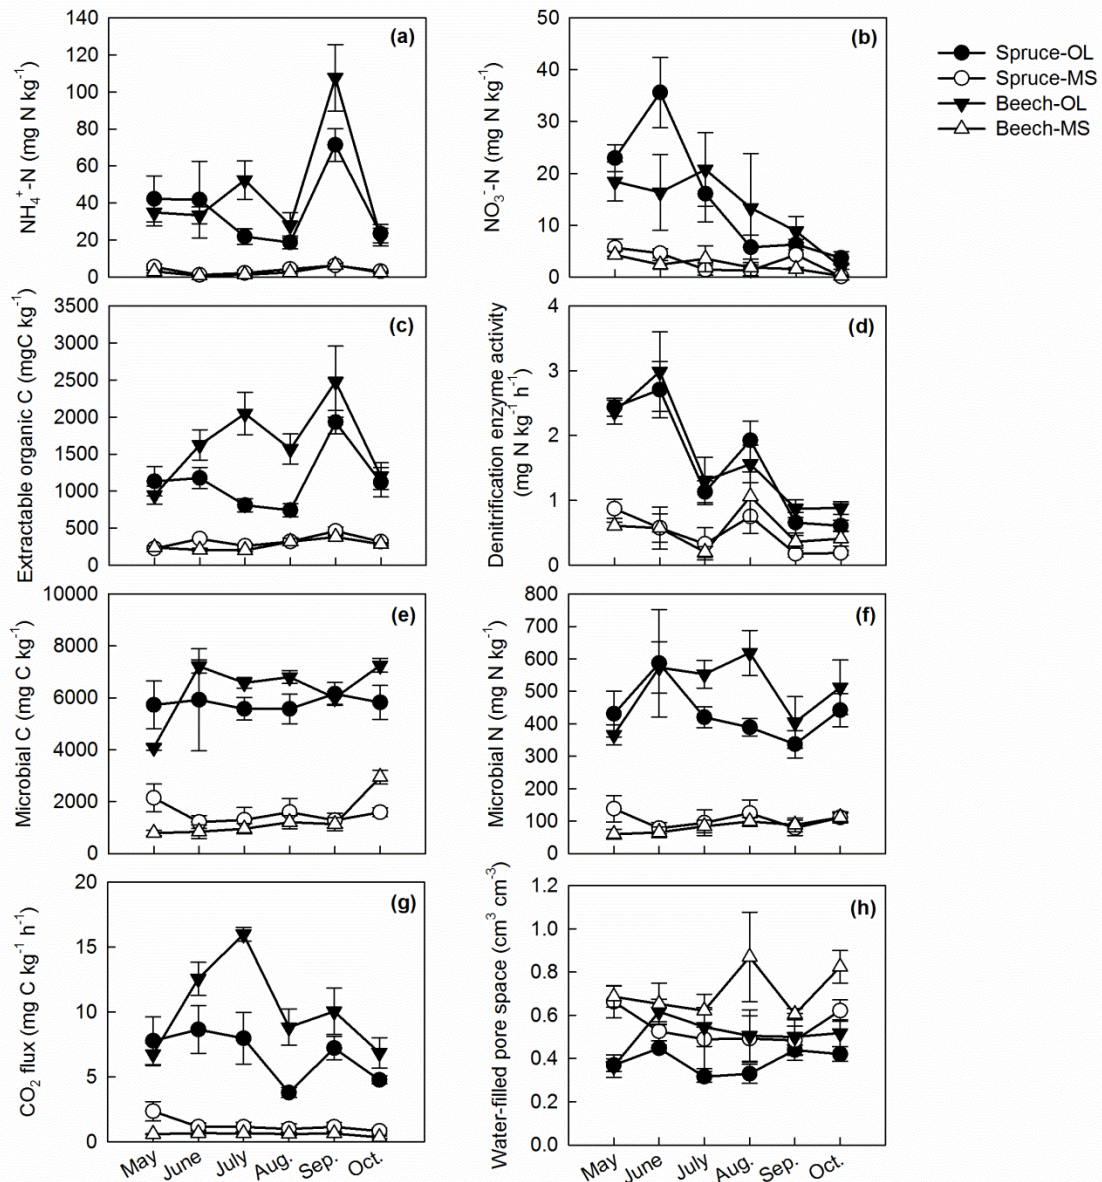 (a)
NH₄⁺-N (mg N kg⁻¹)
140
120
100
80
60
40
20
0
(b)
NO₃⁻-N (mg N kg⁻¹)
50
40
30
20
10
0
Spruce-OL
Spruce-MS
Beech-OL
Beech-MS
(c)
Extractable organic C (mgC kg⁻¹)
3500
3000
2500
2000
1500
1000
500
0
(d)
Denitrification enzyme activity
(mg N kg⁻¹ h⁻¹)
4
3
2
1
0
(e)
Microbial C (mg C kg⁻¹)
10000
8000
6000
4000
2000
0
(f)
Microbial N (mg N kg⁻¹)
800
700
600
500
400
300
200
100
0
(g)
CO₂ flux (mg C kg⁻¹ h⁻¹)
20
15
10
5
0
May June July Aug. Sep. Oct.
(h)
Water-filled pore space (cm³ cm⁻³)
1.2
1.0
0.8
0.6
0.4
0.2
0.0
May June July Aug. Sep. Oct.